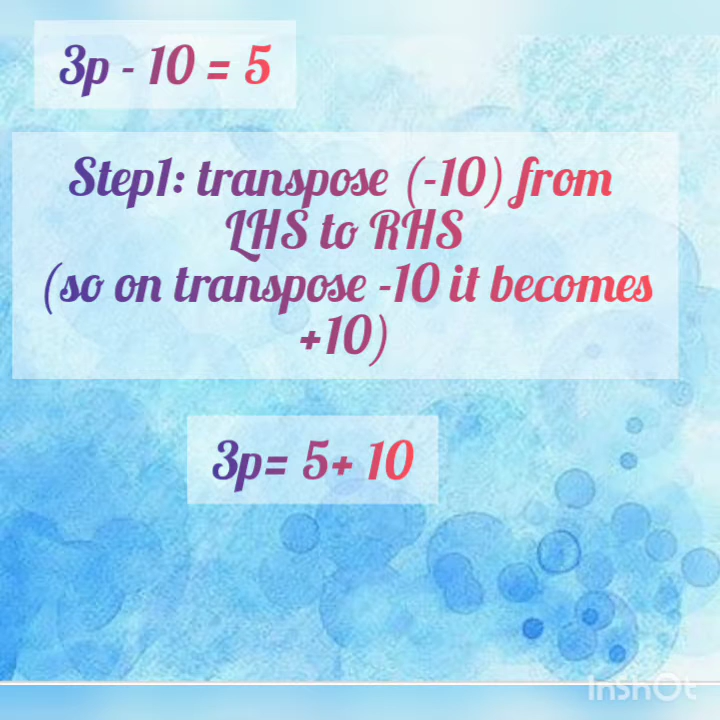 3p - 10 = 5
Step1: transpose (-10) from
LHS to RHS
(so on transpose -10 it becomes
+10)
3p= 5+ 10
InShOt